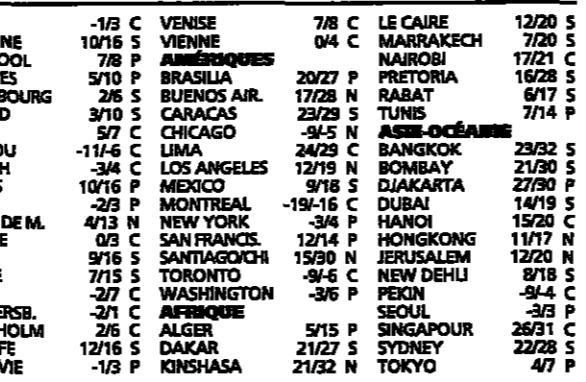 -1/3 C VENISE 7/8 C LE CAIRE 12/20 S
NE 10/16 S VIENNE 0/4 C MARRAKECH 7/20 S
OOL 7/8 P AMÉRIQUES NAIROBI 17/21 C
ES 5/10 P BRASILIA 20/27 P PRETORIA 16/28 S
BOURG 2/6 S BUENOS AIR. 17/28 N RABAT 6/17 S
D 3/10 S CARACAS 23/29 S TUNIS 7/14 P
5/7 C CHICAGO -9/-5 N ASIE-OCÉANIE
OU -11/-6 C LIMA 24/29 C BANGKOK 23/32 S
H -3/4 C LOS ANGELES 12/19 N BOMBAY 21/30 S
S 10/16 P MEXICO 9/18 S DJAKARTA 27/30 P
-2/3 P MONTREAL -19/-16 C DUBAI 14/19 S
DE M. 4/13 N NEW YORK -3/4 P HANOI 15/20 C
E 0/3 C SAN FRANCIS. 12/14 P HONGKONG 11/17 N
9/16 S SANTIAGO/CHI 15/30 N JERUSALEM 12/20 N
E 7/15 S TORONTO -9/-6 C NEW DEHLI 8/18 S
-2/7 C WASHINGTON -3/6 P PEKIN -9/-4 C
ERSB. -2/1 C AFRIQUE SEOUL -3/3 P
HOLM 2/6 C ALGER 5/15 P SINGAPOUR 26/31 C
FE 12/16 S DAKAR 21/27 S SYDNEY 22/28 S
VIE -1/3 P KINSHASA 21/32 N TOKYO 4/7 P